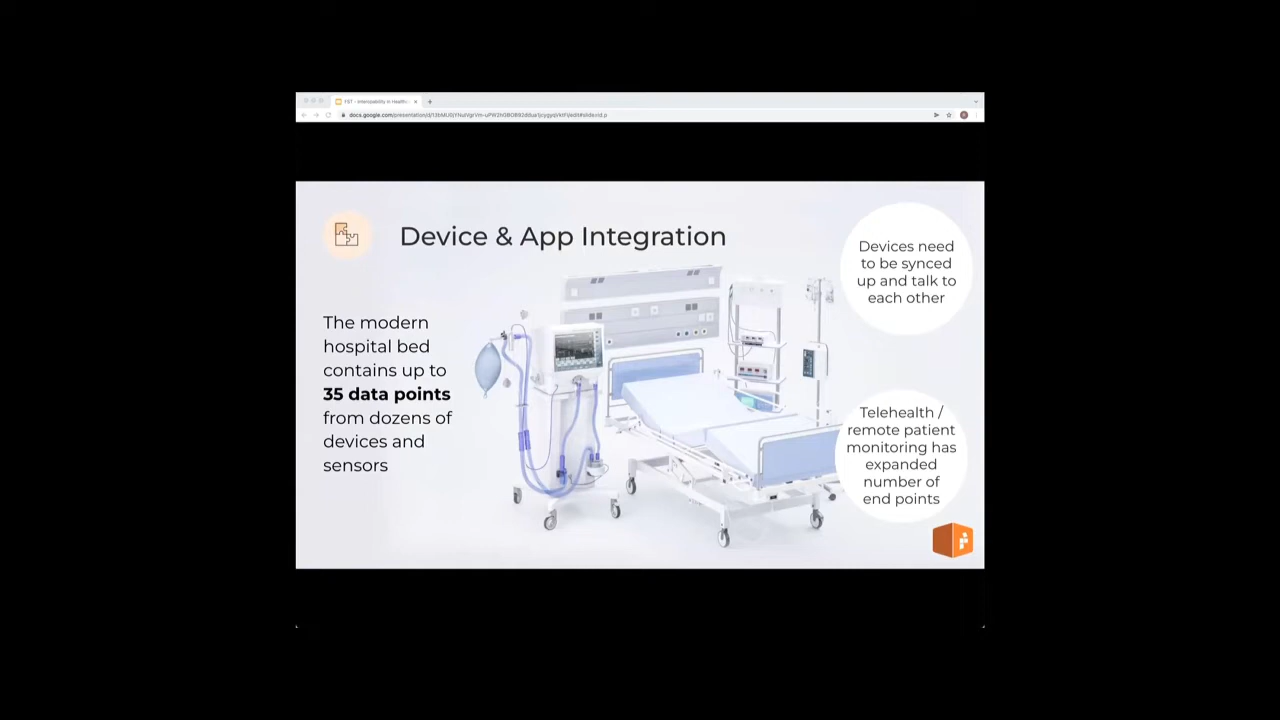 Device & App Integration
The modern
hospital bed
contains up to
35 data points
from dozens of
devices and
sensors
Devices need
to be synced
up and talk to
each other
Telehealth /
remote patient
monitoring has
expanded
number of
end points